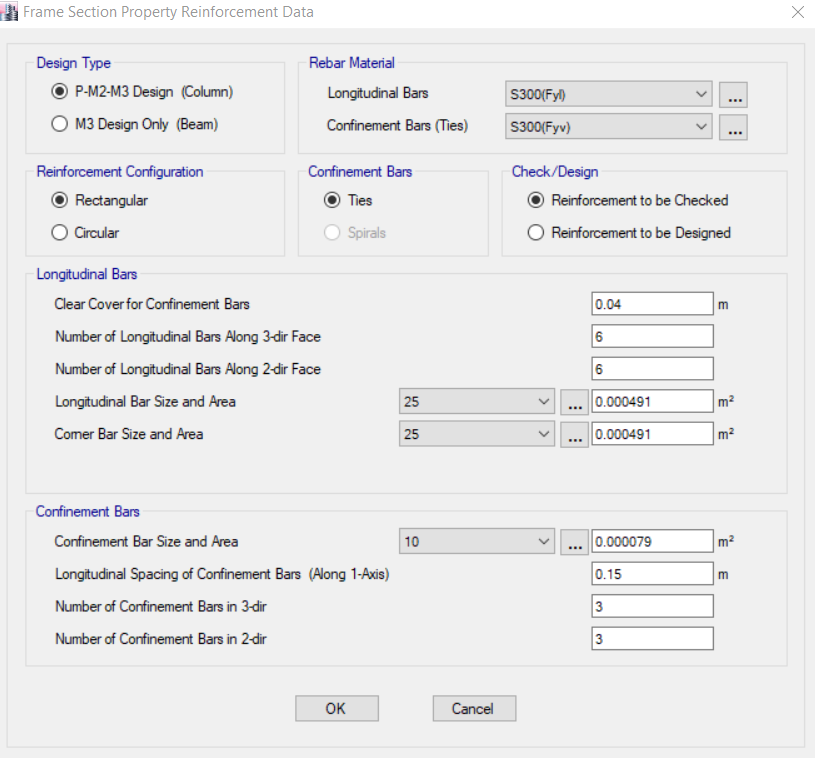 Frame Section Property Reinforcement Data
Design Type
P-M2-M3 Design (Column)
M3 Design Only (Beam)
Rebar Material
Longitudinal Bars S300(Fyl) ...
Confinement Bars (Ties) S300(Fyv) ...
Reinforcement Configuration
Rectangular
Circular
Confinement Bars
Ties
Spirals
Check/Design
Reinforcement to be Checked
Reinforcement to be Designed
Longitudinal Bars
Clear Cover for Confinement Bars 0.04 m
Number of Longitudinal Bars Along 3-dir Face 6
Number of Longitudinal Bars Along 2-dir Face 6
Longitudinal Bar Size and Area 25 ... 0.000491 m²
Corner Bar Size and Area 25 ... 0.000491 m²
Confinement Bars
Confinement Bar Size and Area 10 ... 0.000079 m²
Longitudinal Spacing of Confinement Bars (Along 1-Axis) 0.15 m
Number of Confinement Bars in 3-dir 3
Number of Confinement Bars in 2-dir 3
OK Cancel